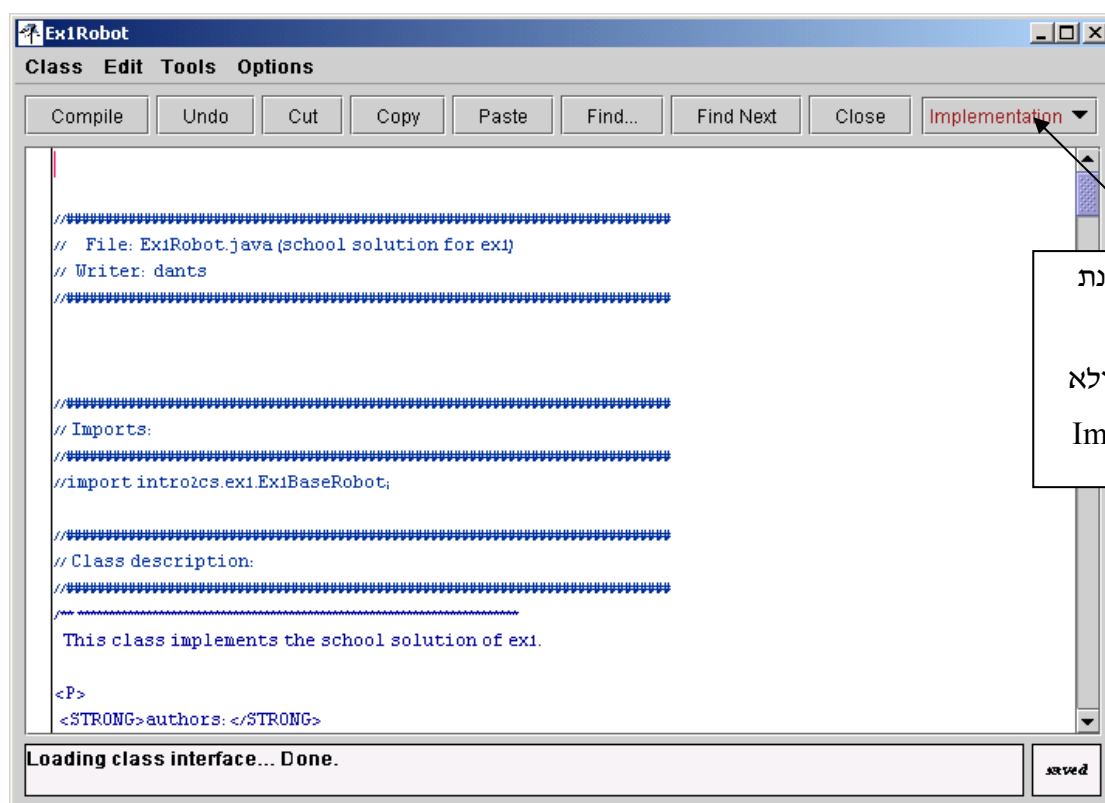 Ex1Robot
Class Edit Tools Options
Compile Undo Cut Copy Paste Find... Find Next Close Implementation
//##############################################################################
// File: Ex1Robot.java (school solution for ex1)
// Writer: dants
//##############################################################################
//##############################################################################
// Imports:
//##############################################################################
//import intro2cs.ex1.Ex1BaseRobot;
//##############################################################################
// Class description:
//##############################################################################
This class implements the school solution of ex1.
<P>
<STRONG>authors:</STRONG>
Loading class interface... Done.
saved